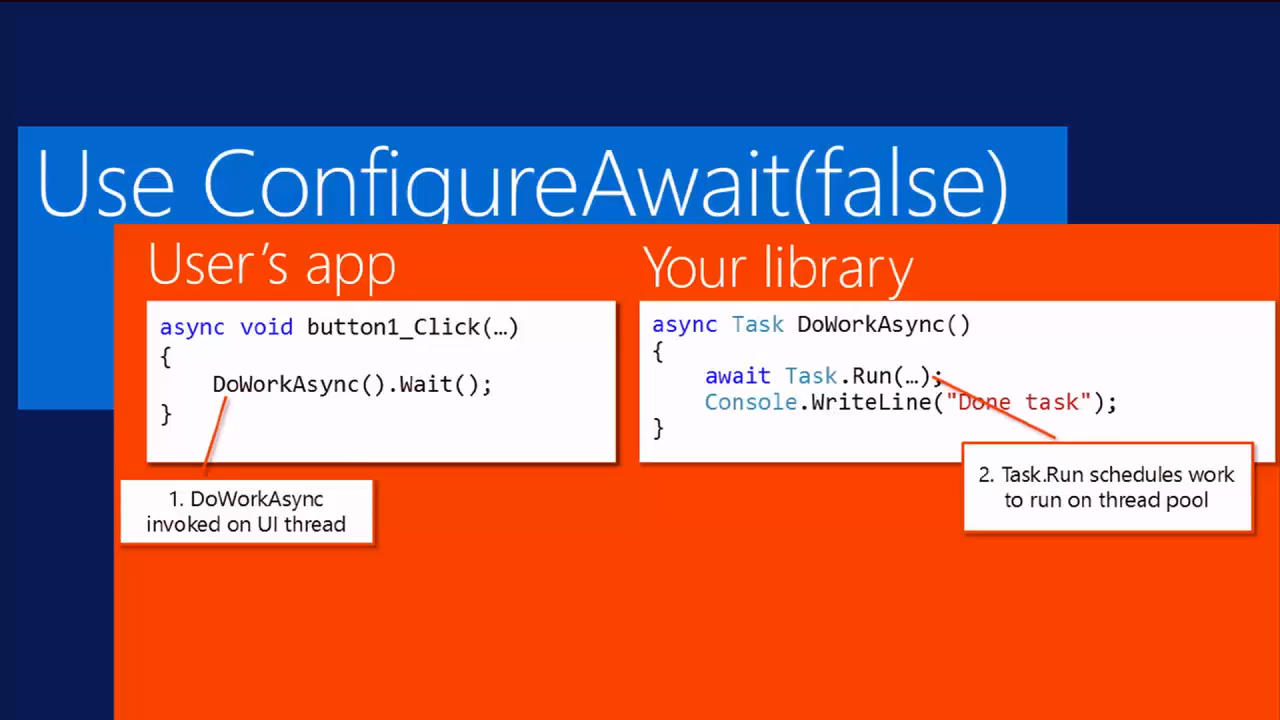 Use ConfigureAwait(false)
User's app
async void button1_Click(…)
{
DoWorkAsync().Wait();
}
1. DoWorkAsync
invoked on UI thread
Your library
async Task DoWorkAsync()
{
await Task.Run(…);
Console.WriteLine("Done task");
}
2. Task.Run schedules work
to run on thread pool